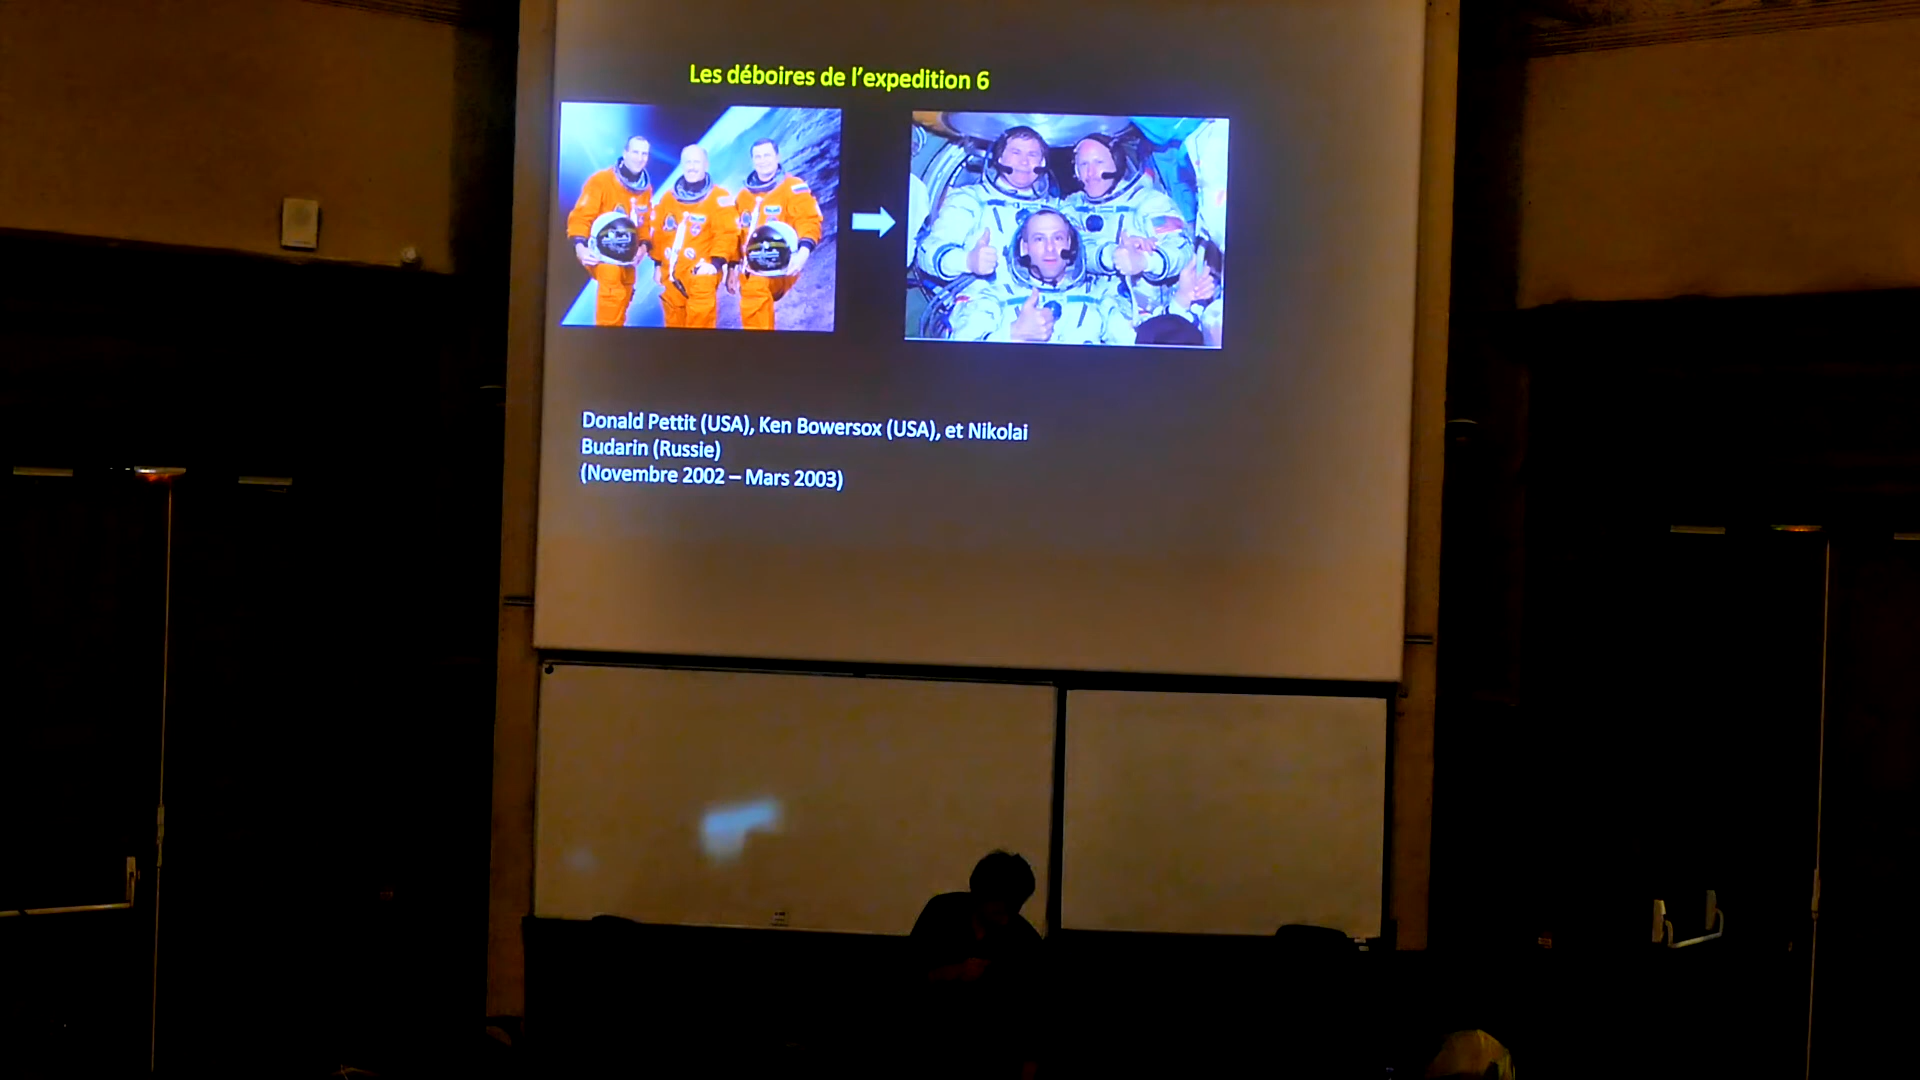 Les déboires de l'expedition 6
Donald Pettit (USA), Ken Bowersox (USA), et Nikolai
Budarin (Russie)
(Novembre 2002 – Mars 2003)